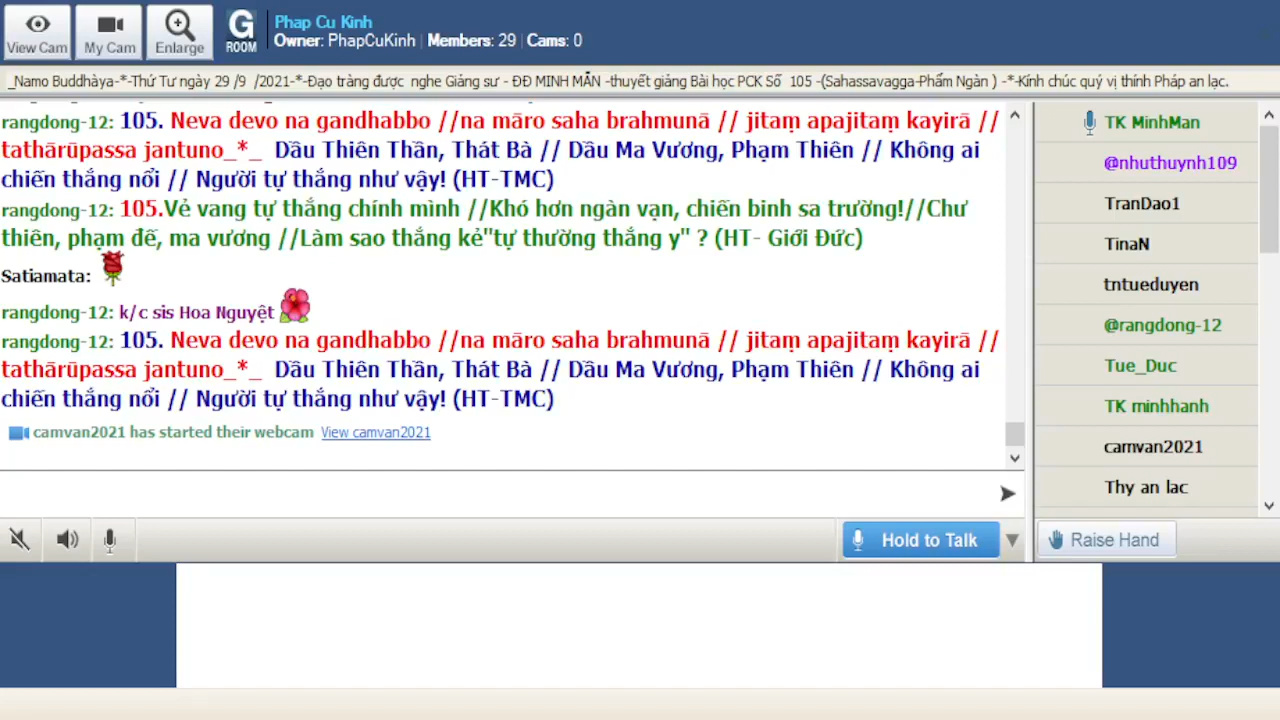 View Cam
My Cam
Enlarge
G
ROOM
Phap Cu Kinh
Owner: PhapCuKinh | Members: 29 | Cams: 0
_Namo Buddhàya-*-Thứ Tư ngày 29 /9 /2021-*-Đạo tràng được nghe Giảng sư - ĐĐ MINH MẪN -thuyết giảng Bài học PCK Số 105 -(Sahassavagga-Phẩm Ngàn ) -*-Kính chúc quý vị thính Pháp an lạc.
rangdong-12: 105. Neva devo na gandhabbo //na māro saha brahmunā // jitaṃ apajitaṃ kayirā //
tathārūpassa jantuno_*_ Dầu Thiên Thần, Thát Bà // Dầu Ma Vương, Phạm Thiên // Không ai
chiến thắng nổi // Người tự thắng như vậy! (HT-TMC)
rangdong-12: 105.Vẻ vang tự thắng chính mình //Khó hơn ngàn vạn, chiến binh sa trường!//Chư
thiên, phạm đế, ma vương //Làm sao thắng kẻ"tự thường thắng y" ? (HT- Giới Đức)
Satiamata:
rangdong-12: k/c sis Hoa Nguyệt
rangdong-12: 105. Neva devo na gandhabbo //na māro saha brahmunā // jitaṃ apajitaṃ kayirā //
tathārūpassa jantuno_*_ Dầu Thiên Thần, Thát Bà // Dầu Ma Vương, Phạm Thiên // Không ai
chiến thắng nổi // Người tự thắng như vậy! (HT-TMC)
camvan2021 has started their webcam View camvan2021
TK MinhMan
@nhuthuynh109
TranDao1
TinaN
tntueduyen
@rangdong-12
Tue_Duc
TK minhhanh
camvan2021
Thy an lac
Hold to Talk
Raise Hand